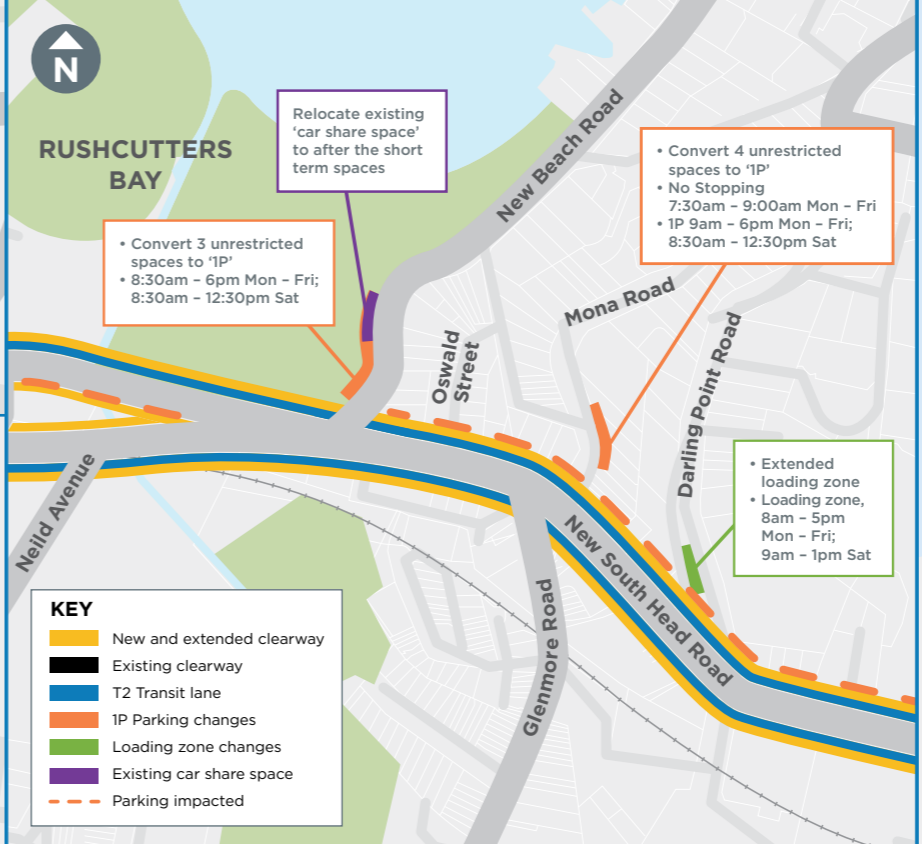 N
RUSHCUTTERS
BAY
Relocate existing
‘car share space’
to after the short
term spaces
New Beach Road
• Convert 4 unrestricted
spaces to ‘1P’
• No Stopping
7:30am – 9:00am Mon – Fri
• 1P 9am – 6pm Mon – Fri;
8:30am – 12:30pm Sat
• Convert 3 unrestricted
spaces to ‘1P’
• 8:30am – 6pm Mon – Fri;
8:30am – 12:30pm Sat
Mona Road
Oswald
Street
Darling Point Road
Neild Avenue
• Extended
loading zone
• Loading zone,
8am – 5pm
Mon – Fri;
9am – 1pm Sat
New South Head Road
Glenmore Road
KEY
New and extended clearway
Existing clearway
T2 Transit lane
1P Parking changes
Loading zone changes
Existing car share space
Parking impacted